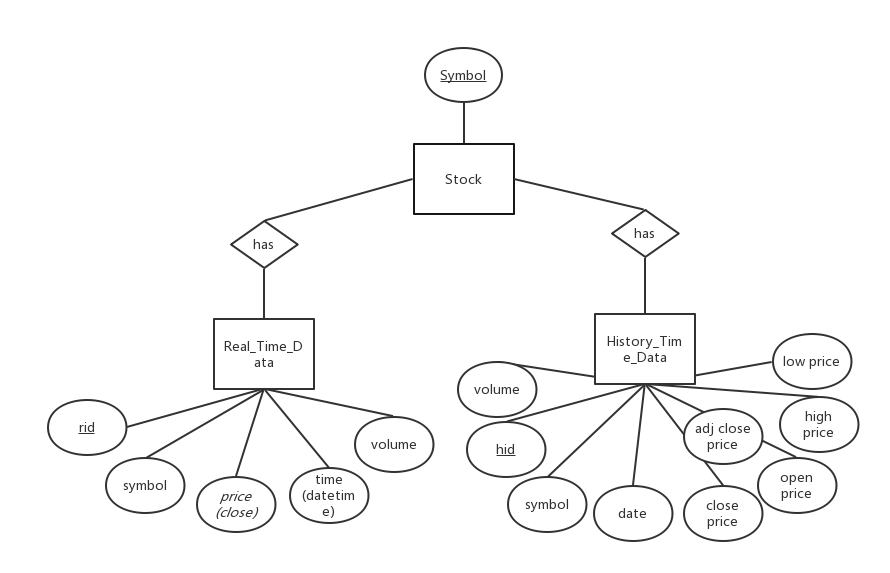 Symbol
Stock
has
has
Real_Time_D
ata
History_Tim
e_Data
low price
volume
rid
symbol
price
(close)
time
(datetim
e)
volume
hid
symbol
date
close
price
adj close
price
open
price
high
price